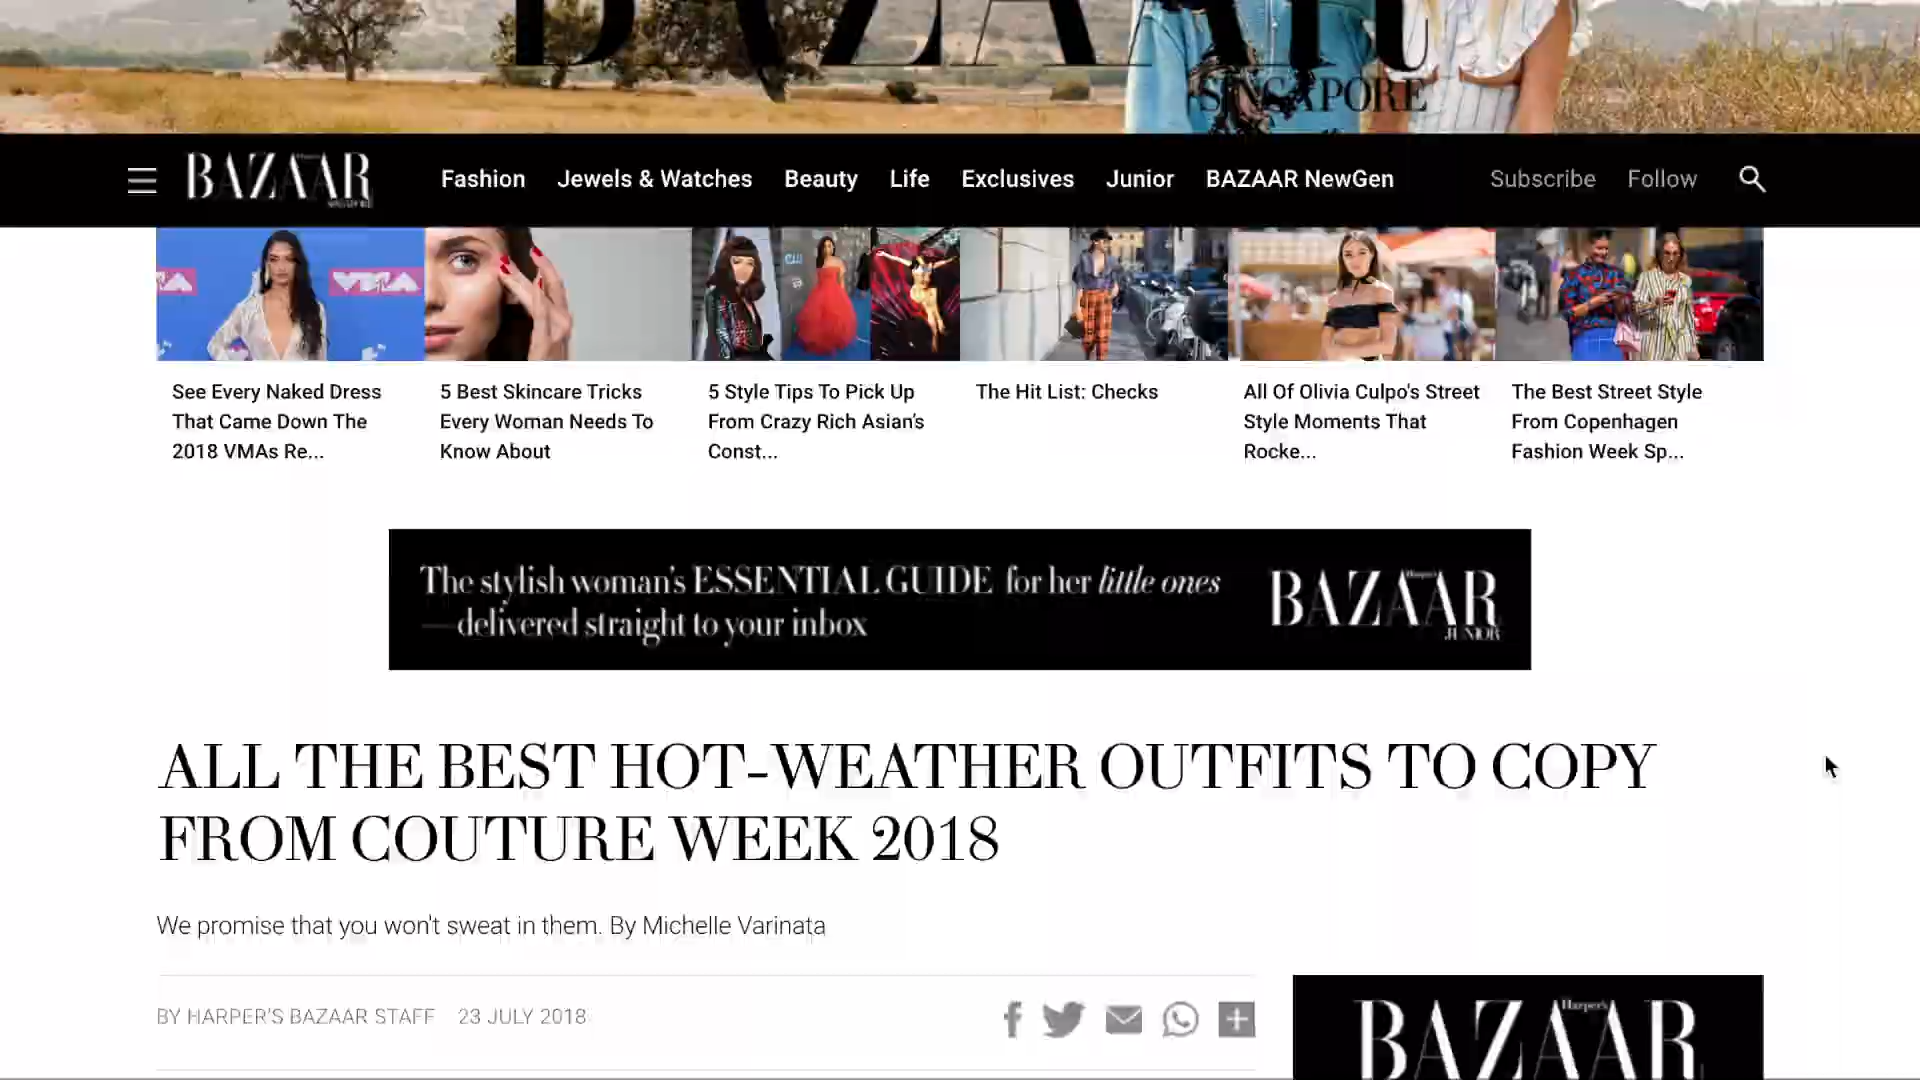 BAZAAR
SINGAPORE
BAZAAR
Fashion
Jewels & Watches
Beauty
Life
Exclusives
Junior
BAZAAR NewGen
Subscribe
Follow
See Every Naked Dress
That Came Down The
2018 VMAs Re...
5 Best Skincare Tricks
Every Woman Needs To
Know About
5 Style Tips To Pick Up
From Crazy Rich Asian’s
Const...
The Hit List: Checks
All Of Olivia Culpo's Street
Style Moments That
Rocke...
The Best Street Style
From Copenhagen
Fashion Week Sp...
The stylish woman's ESSENTIAL GUIDE for her little ones
—delivered straight to your inbox
Harper's
BAZAAR
JUNIOR
ALL THE BEST HOT-WEATHER OUTFITS TO COPY
FROM COUTURE WEEK 2018
We promise that you won't sweat in them. By Michelle Varinata
BY HARPER'S BAZAAR STAFF 23 JULY 2018
Harper's
BAZAAR